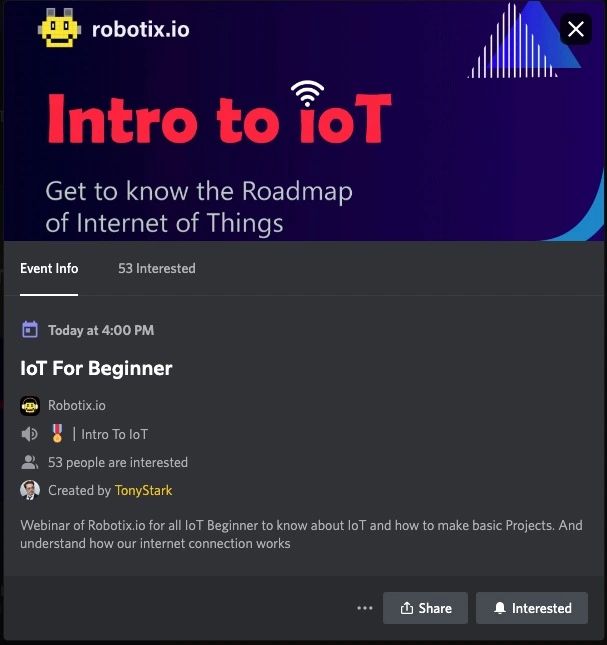 robotix.io
Intro to ioT
Get to know the Roadmap
of Internet of Things
Event Info
53 Interested
Today at 4:00 PM
IoT For Beginner
Robotix.io
| Intro To IoT
53 people are interested
Created by TonyStark
Webinar of Robotix.io for all IoT Beginner to know about IoT and how to make basic Projects. And
understand how our internet connection works
Share
Interested